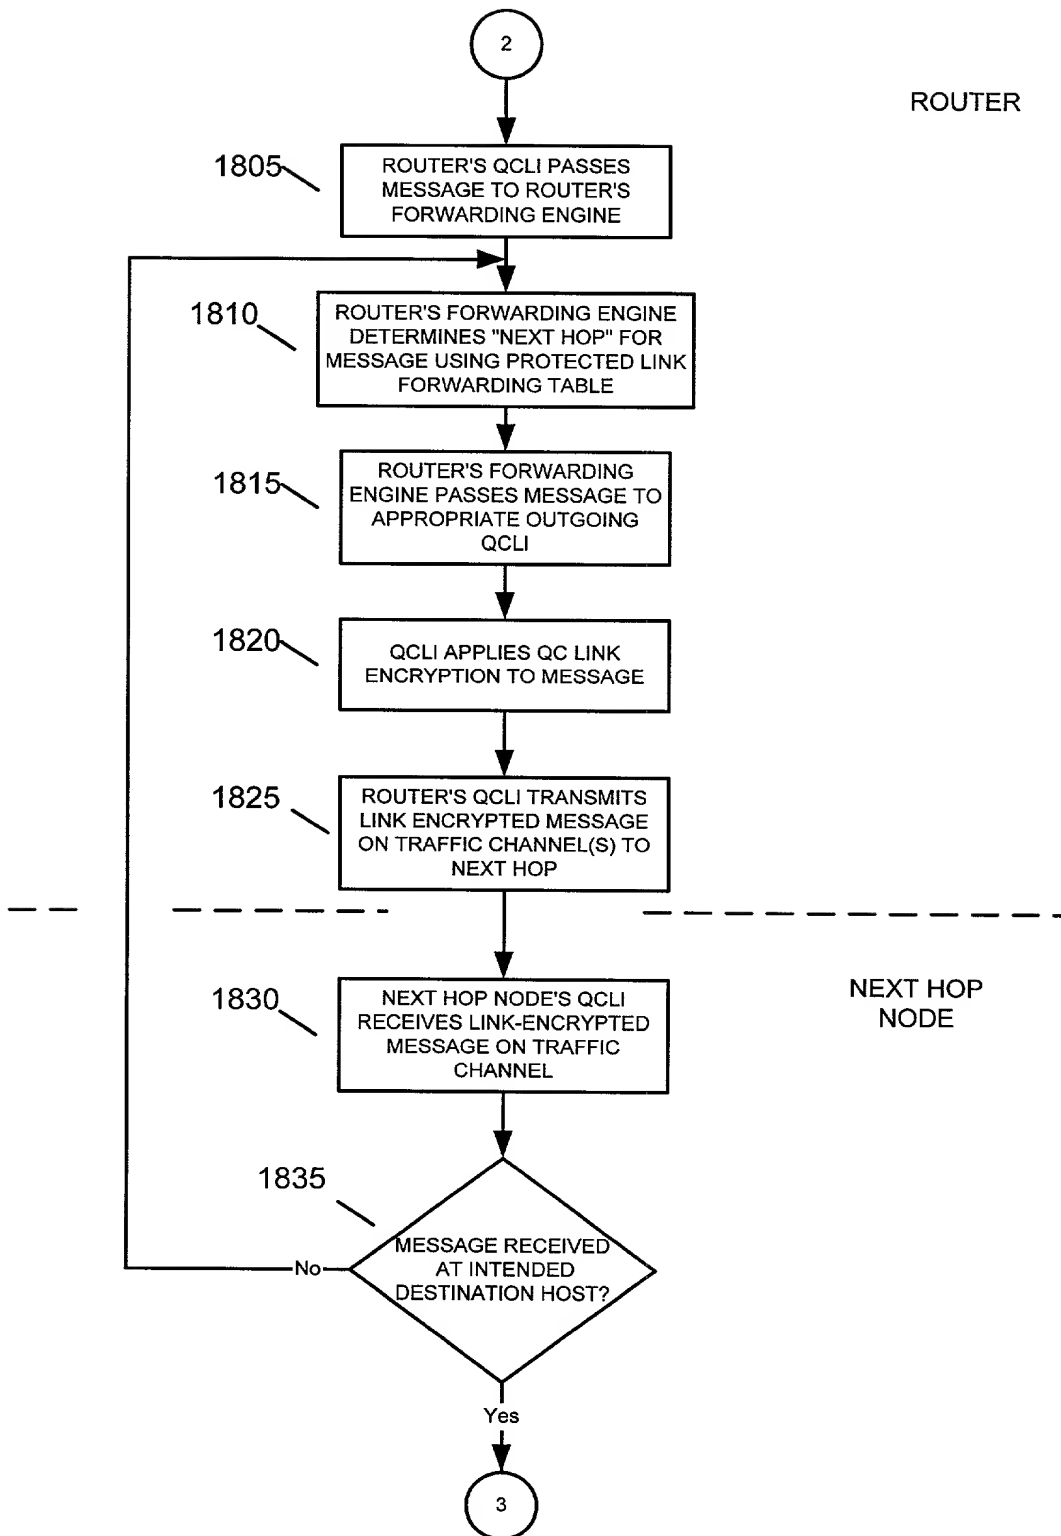 2
ROUTER
1805
ROUTER'S QCLI PASSES
MESSAGE TO ROUTER'S
FORWARDING ENGINE
1810
ROUTER'S FORWARDING ENGINE
DETERMINES "NEXT HOP" FOR
MESSAGE USING PROTECTED LINK
FORWARDING TABLE
1815
ROUTER'S FORWARDING
ENGINE PASSES MESSAGE TO
APPROPRIATE OUTGOING
QCLI
1820
QCLI APPLIES QC LINK
ENCRYPTION TO MESSAGE
1825
ROUTER'S QCLI TRANSMITS
LINK ENCRYPTED MESSAGE
ON TRAFFIC CHANNEL(S) TO
NEXT HOP
1830
NEXT HOP NODE'S QCLI
RECEIVES LINK-ENCRYPTED
MESSAGE ON TRAFFIC
CHANNEL
NEXT HOP
NODE
1835
MESSAGE RECEIVED
AT INTENDED
DESTINATION HOST?
No
Yes
3